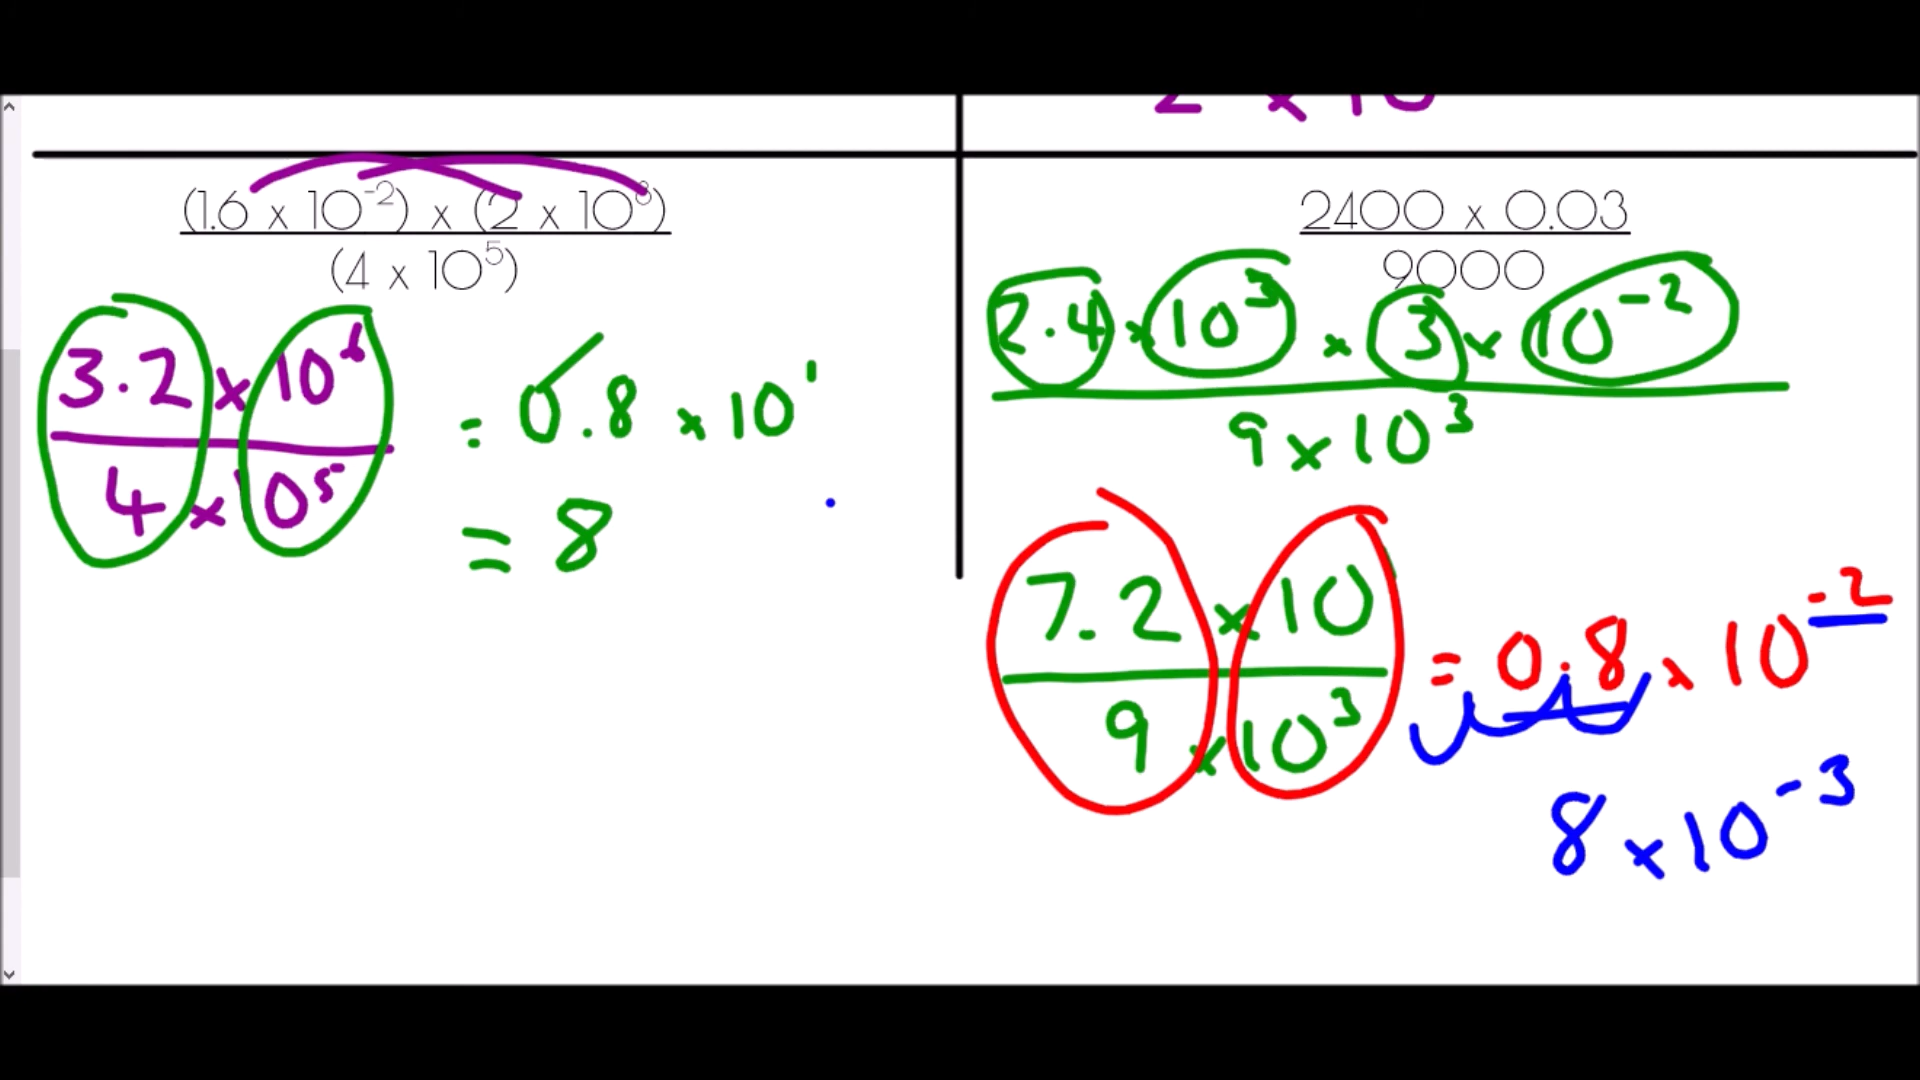 2 x 10
(1.6 x 10⁻²) x (2 x 10⁸)
(4 x 10⁵)
3.2 x 10⁶
4 x 10⁵
= 0.8 x 10¹
= 8
2400 x 0.03
9000
2.4 x 10³ x 3 x 10⁻²
9 x 10³
7.2 x 10
9 x 10³
= 0.8 x 10⁻²
8 x 10⁻³